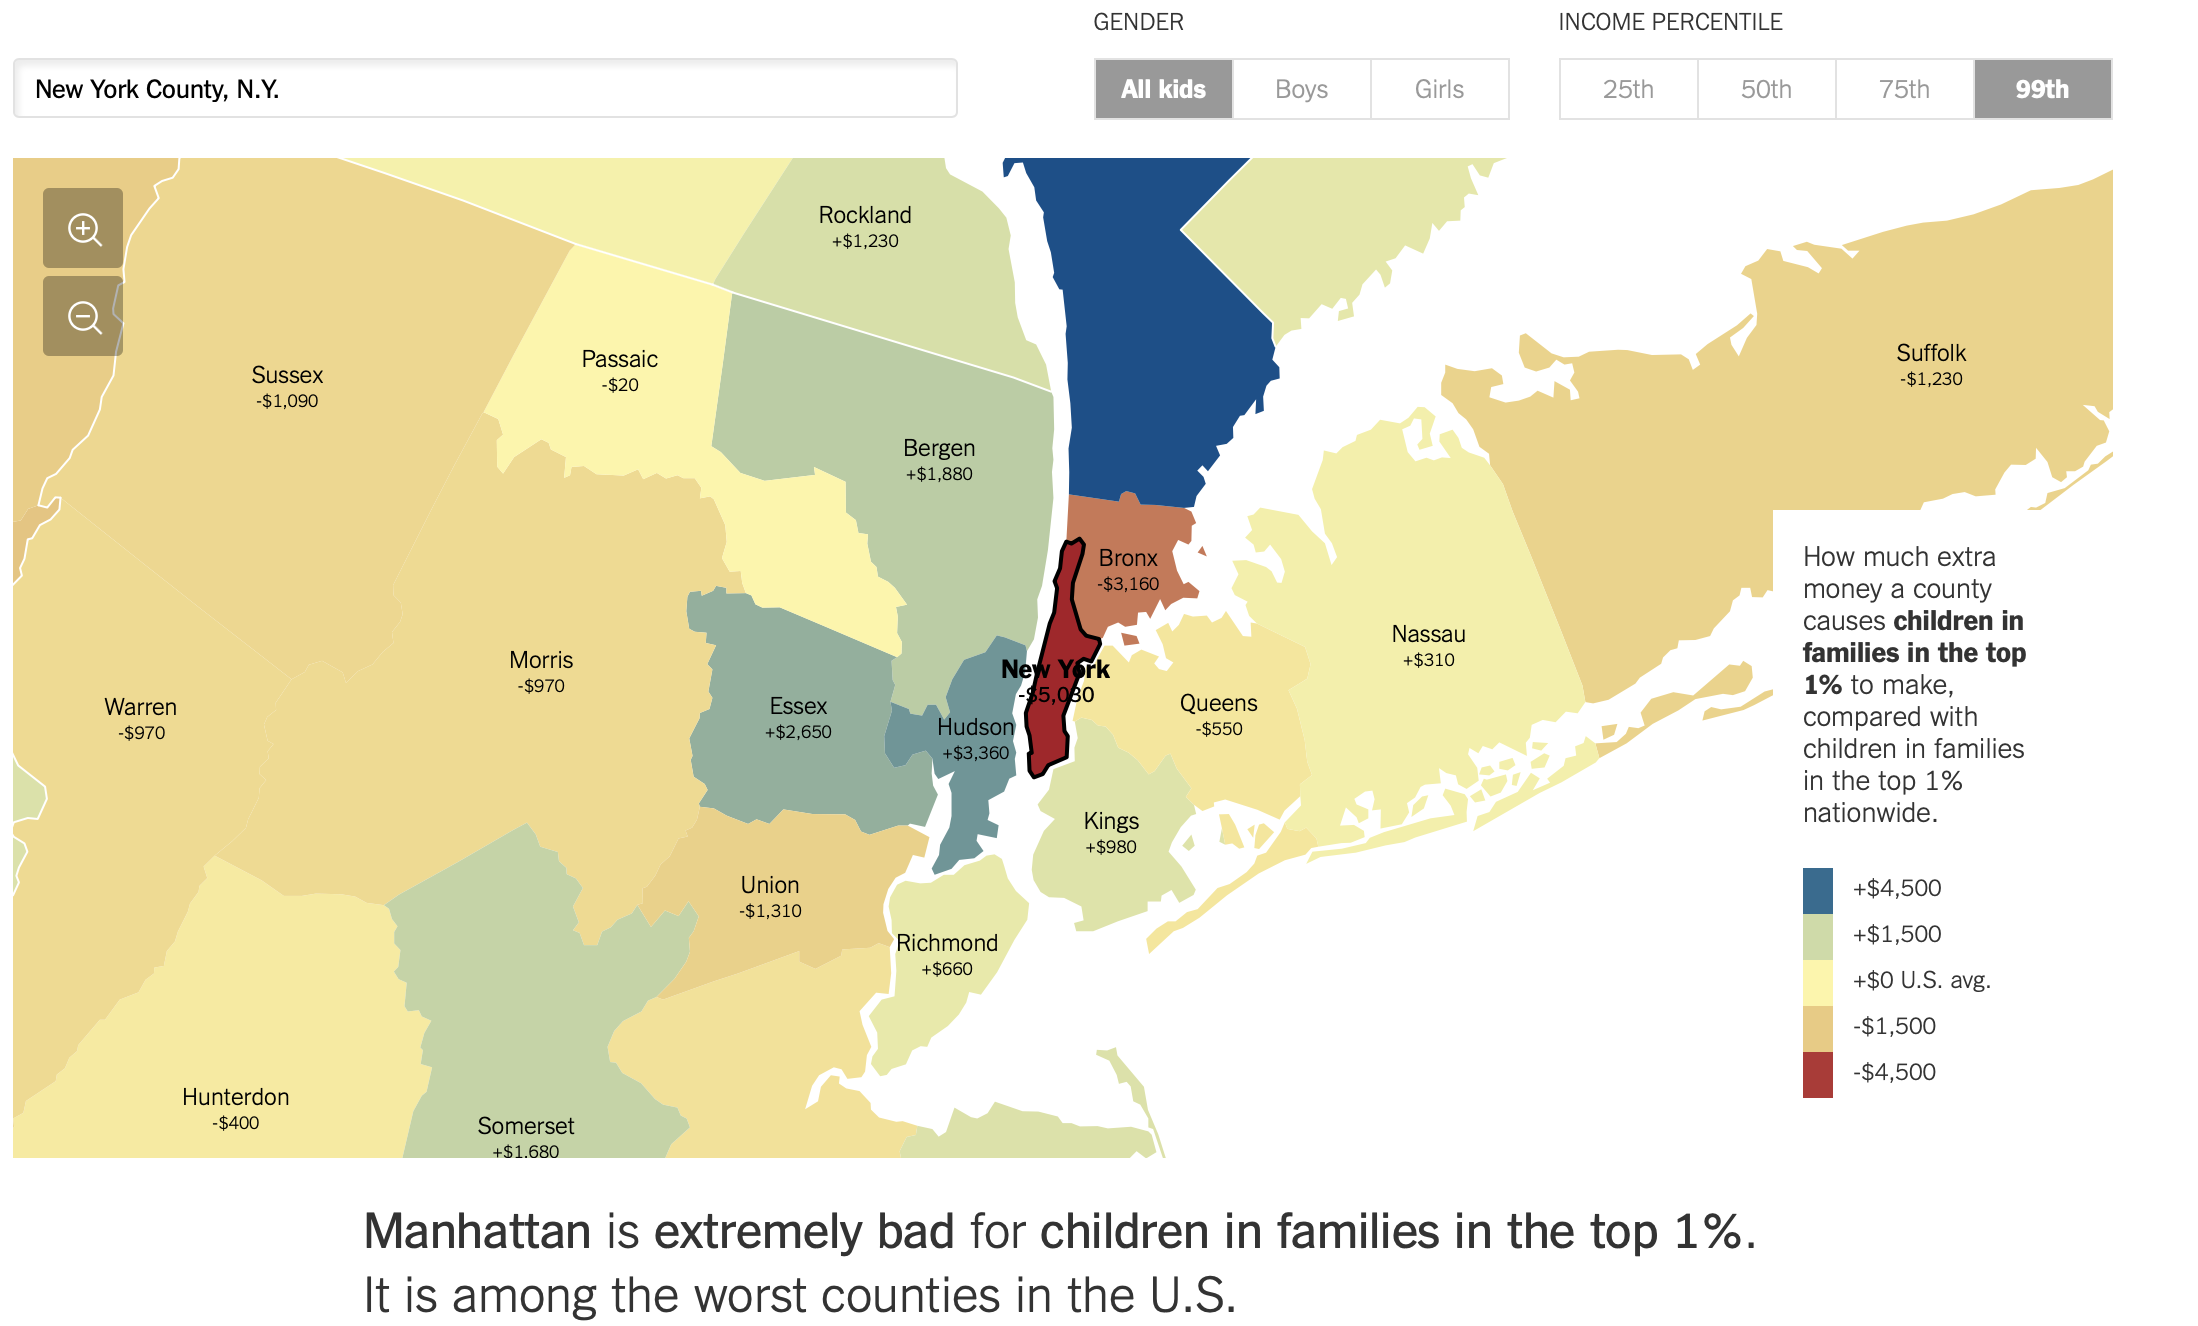 GENDER
INCOME PERCENTILE
New York County, N.Y.
All kids
Boys
Girls
25th
50th
75th
99th
Rockland
+$1,230
Passaic
-$20
Sussex
-$1,090
Suffolk
-$1,230
Bergen
+$1,880
Bronx
-$3,160
Nassau
+$310
Morris
-$970
New York
-$5,030
Warren
-$970
Essex
+$2,650
Hudson
+$3,360
Queens
-$550
Kings
+$980
Union
-$1,310
Richmond
+$660
Hunterdon
-$400
Somerset
+$1,680
How much extra
money a county
causes children in
families in the top
1% to make,
compared with
children in families
in the top 1%
nationwide.
+$4,500
+$1,500
+$0 U.S. avg.
-$1,500
-$4,500
Manhattan is extremely bad for children in families in the top 1%.
It is among the worst counties in the U.S.